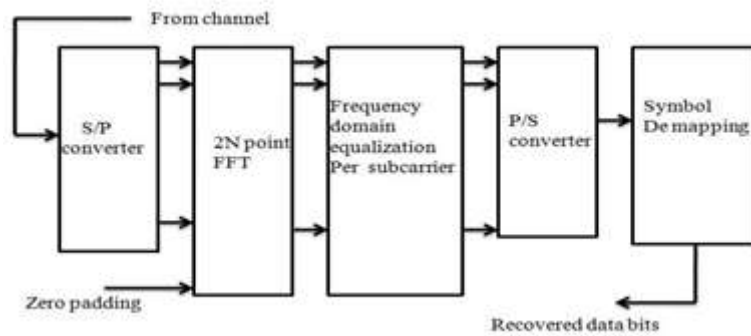 From channel
S/P
converter
2N point
FFT
Frequency
domain
equalization
Per subcarrier
P/S
converter
Symbol
De mapping
Zero padding
Recovered data bits